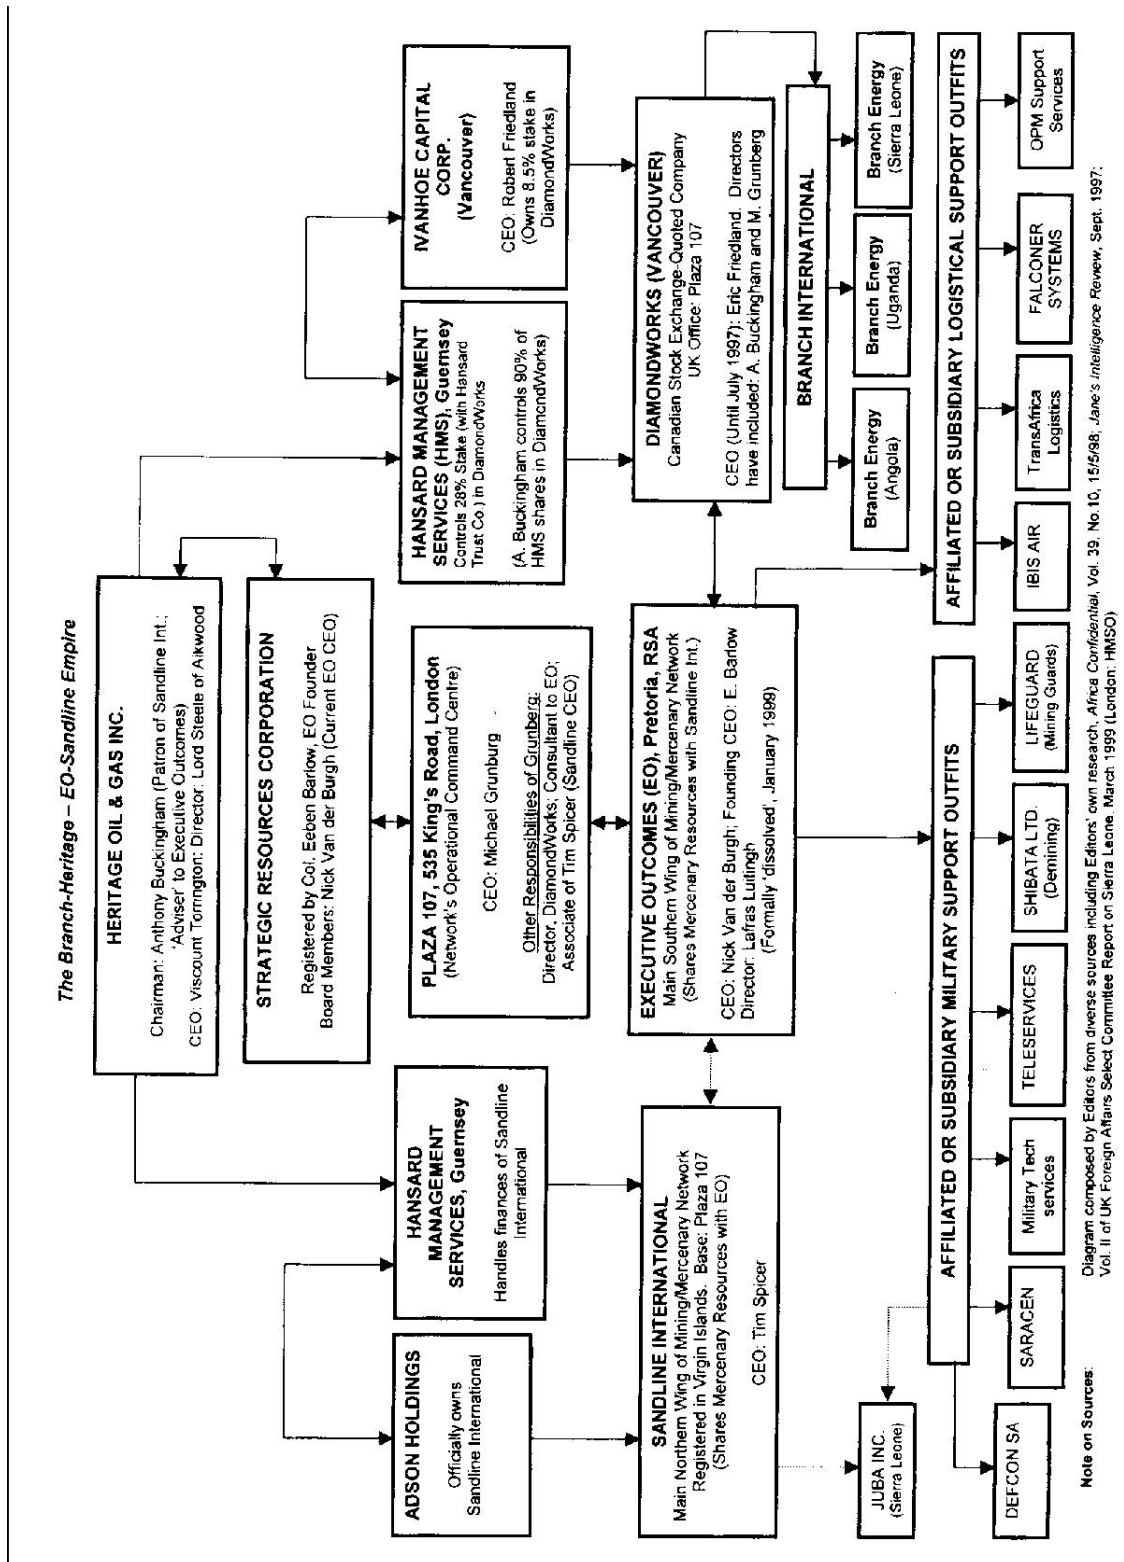 The Branch-Heritage – EO-Sandline Empire
HERITAGE OIL & GAS INC.
Chairman: Anthony Buckingham (Patron of Sandline Int.;
'Adviser' to Executive Outcomes)
CEO: Viscount Torrington: Director: Lord Steele of Aikwood
STRATEGIC RESOURCES CORPORATION
Registered by Col. Eeben Barlow, EO Founder
Board Members: Nick Van der Burgh (Current EO CEO)
ADSON HOLDINGS
Officially owns
Sandline International
HANSARD
MANAGEMENT
SERVICES, Guernsey
Handles finances of Sandline
International
PLAZA 107, 535 King's Road, London
(Network's Operational Command Centre)
CEO: Michael Grunburg
Other Responsibilities of Grunberg:
Director, DiamondWorks; Consultant to EO;
Associate of Tim Spicer (Sandline CEO)
HANSARD MANAGEMENT
SERVICES (HMS), Guernsey
Controls 28% Stake (with Hansard
Trust Co.) in DiamondWorks
(A. Buckingham controls 90% of
HMS shares in DiamondWorks)
IVANHOE CAPITAL
CORP.
(Vancouver)
CEO: Robert Friedland
(Owns 8.5% stake in
DiamondWorks)
SANDLINE INTERNATIONAL
Main Northern Wing of Mining/Mercenary Network
Registered in Virgin Islands. Base: Plaza 107
(Shares Mercenary Resources with EO)
CEO: Tim Spicer
EXECUTIVE OUTCOMES (EO), Pretoria, RSA
Main Southern Wing of Mining/Mercenary Network
(Shares Mercenary Resources with Sandline Int.)
CEO: Nick Van der Burgh; Founding CEO: E. Barlow
Director: Lafras Luitingh
(Formally 'dissolved', January 1999)
DIAMONDWORKS (VANCOUVER)
Canadian Stock Exchange-Quoted Company
UK Office: Plaza 107
CEO (Until July 1997): Eric Friedland. Directors
have included: A. Buckingham and M. Grunberg
BRANCH INTERNATIONAL
Branch Energy
(Angola)
Branch Energy
(Uganda)
Branch Energy
(Sierra Leone)
JUBA INC.
(Sierra Leone)
AFFILIATED OR SUBSIDIARY MILITARY SUPPORT OUTFITS
AFFILIATED OR SUBSIDIARY LOGISTICAL SUPPORT OUTFITS
DEFCON SA
SARACEN
Military Tech
services
TELESERVICES
SHIBATA LTD.
(Demining)
LIFEGUARD
(Mining Guards)
IBIS AIR
TransAfrica
Logistics
FALCONER
SYSTEMS
OPM Support
Services
Note on Sources: Diagram composed by Editors from diverse sources including Editors' own research, Africa Confidential, Vol. 39, No.10, 15/5/98; Jane's Intelligence Review, Sept. 1997;
Vol. II of UK Foreign Affairs Select Committee Report on Sierra Leone. March 1999 (London: HMSO)